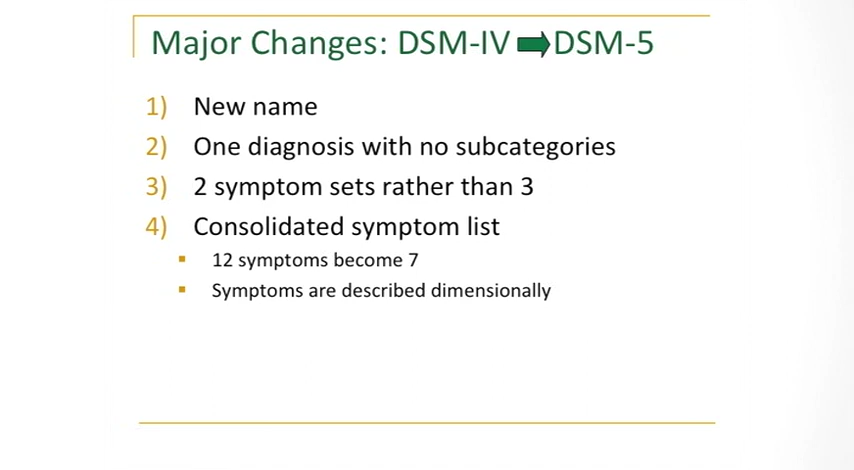 Major Changes: DSM-IV DSM-5
1) New name
2) One diagnosis with no subcategories
3) 2 symptom sets rather than 3
4) Consolidated symptom list
▪ 12 symptoms become 7
▪ Symptoms are described dimensionally